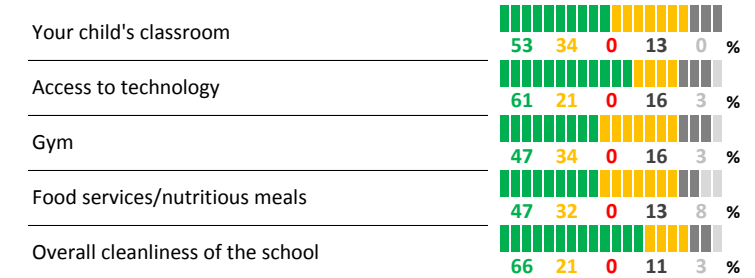 Your child's classroom
53 34 0 13 0 %
Access to technology
61 21 0 16 3 %
Gym
47 34 0 16 3 %
Food services/nutritious meals
47 32 0 13 8 %
Overall cleanliness of the school
66 21 0 11 3 %